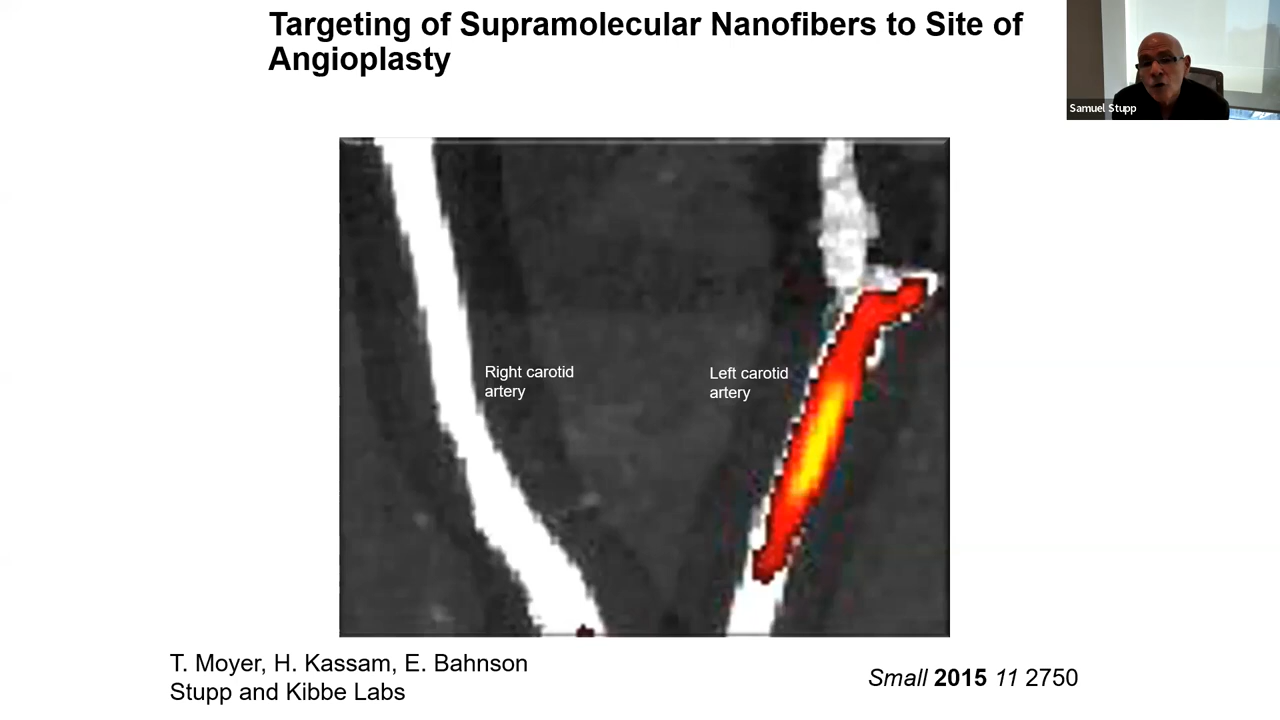 Targeting of Supramolecular Nanofibers to Site of
Angioplasty
Samuel Stupp
Right carotid
artery
Left carotid
artery
T. Moyer, H. Kassam, E. Bahnson
Stupp and Kibbe Labs
Small 2015 11 2750